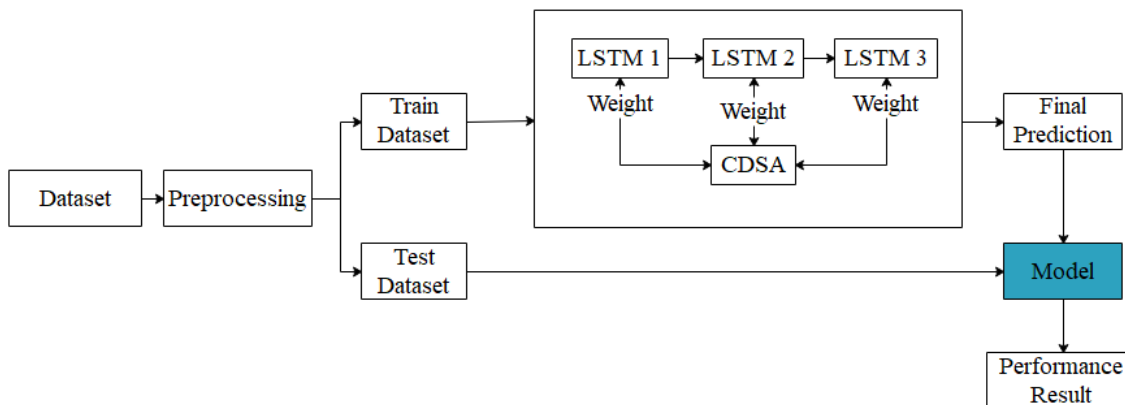 LSTM 1
LSTM 2
LSTM 3
Weight
Weight
Weight
CDSA
Train
Dataset
Final
Prediction
Dataset
Preprocessing
Test
Dataset
Model
Performance
Result